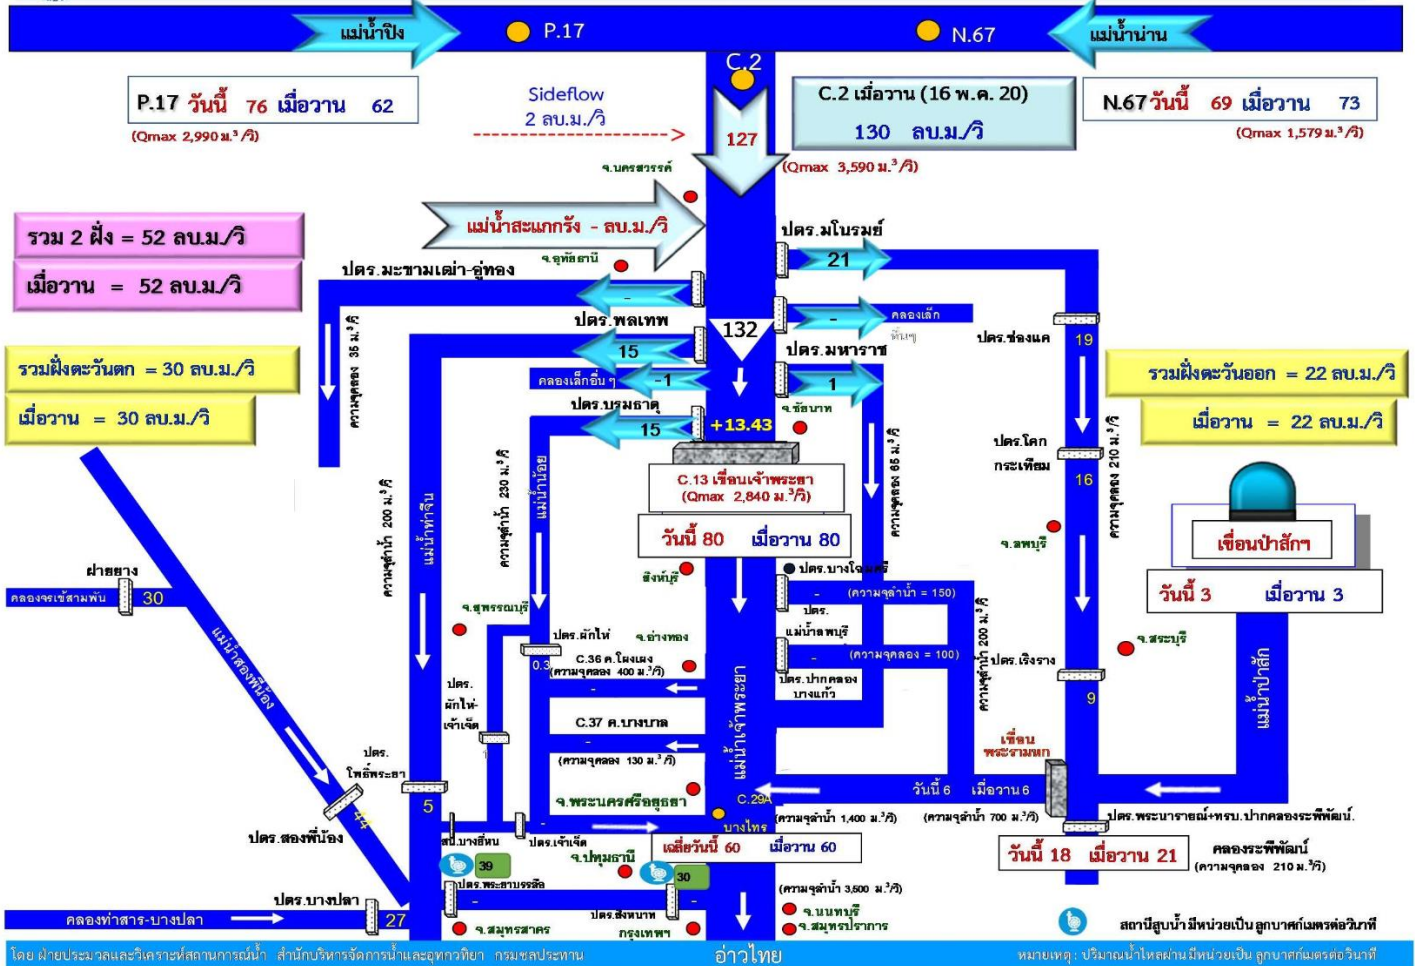 แม่น้ำปิง
P.17
N.67
แม่น้ำน่าน
C.2
P.17 วันนี้ 76 เมื่อวาน 62
(Qmax 2,990 ม.³/วิ)
Sideflow
2 ลบ.ม./วิ
127
C.2 เมื่อวาน (16 พ.ค. 20)
130 ลบ.ม./วิ
(Qmax 3,590 ม.³/วิ)
N.67 วันนี้ 69 เมื่อวาน 73
(Qmax 1,579 ม.³/วิ)
จ.นครสวรรค์
แม่น้ำสะแกกรัง - ลบ.ม./วิ
รวม 2 ฝั่ง = 52 ลบ.ม./วิ
เมื่อวาน = 52 ลบ.ม./วิ
จ.อุทัยธานี
ปตร.มโนรมย์
21
ปตร.มะขามเฒ่า-อู่ทอง
-
-
คลองเล็ก
ปตร.พลเทพ
15
132
ปตร.ช่องแค
19
ความจุคลอง 35 ม.³/วิ
รวมฝั่งตะวันตก = 30 ลบ.ม./วิ
เมื่อวาน = 30 ลบ.ม./วิ
คลองเล็กอื่น ๆ
-1
ปตร.มหาราช
1
รวมฝั่งตะวันออก = 22 ลบ.ม./วิ
เมื่อวาน = 22 ลบ.ม./วิ
ปตร.บรมธาตุ
15
+13.43
จ.ชัยนาท
ปตร.โคก
กระเทียม
16
C.13 เขื่อนเจ้าพระยา
(Qmax 2,840 ม.³/วิ)
วันนี้ 80 เมื่อวาน 80
ความจุลำน้ำ 200 ม.³/วิ
แม่น้ำท่าจีน
ความจุลำน้ำ 230 ม.³/วิ
แม่น้ำน้อย
ความจุคลอง 65 ม.³/วิ
ความจุคลอง 210 ม.³/วิ
จ.ลพบุรี
เขื่อนป่าสักฯ
วันนี้ 3 เมื่อวาน 3
ฝายยาง
คลองจรเข้สามพัน
30
แม่น้ำสองพี่น้อง
จ.สุพรรณบุรี
สิงห์บุรี
ปตร.บางโฉมศรี
-
(ความจุลำน้ำ = 150)
ปตร.
แม่น้ำลพบุรี
ความจุลำน้ำ 200 ม.³/วิ
ปตร.ผักไห่
0.3
จ.อ่างทอง
C.36 ค.โผงเผง
(ความจุคลอง 400 ม.³/วิ)
-
-
(ความจุคลอง = 100)
ปตร.ปากคลอง
บางแก้ว
จ.สระบุรี
ปตร.เริงราง
9
แม่น้ำป่าสัก
ปตร.
ผักไห่-
เจ้าเจ็ด
C.37 ค.บางบาล
-
(ความจุคลอง 130 ม.³/วิ)
แม่น้ำเจ้าพระยา
เขื่อน
พระรามหก
ปตร.
โพธิ์พระยา
5
44
ปตร.สองพี่น้อง
จ.พระนครศรีอยุธยา
C.29A
บางไทร
วันนี้ 6 เมื่อวาน 6
(ความจุลำน้ำ 1,400 ม.³/วิ)
(ความจุลำน้ำ 700 ม.³/วิ)
ปตร.พระนารายณ์+ทรบ.ปากคลองระพีพัฒน์.
-
สน.บางยี่หน
ปตร.เจ้าเจ็ด
เฉลี่ยวันนี้ 60 เมื่อวาน 60
วันนี้ 18 เมื่อวาน 21
คลองระพีพัฒน์
(ความจุคลอง 210 ม.³/วิ)
39
จ.ปทุมธานี
30
(ความจุลำน้ำ 3,500 ม.³/วิ)
ปตร.บางปลา
ปตร.พระยาบรรลือ
-
-
คลองท่าสาร-บางปลา
27
ปตร.สิงหนาท
จ.สมุทรสาคร
กรุงเทพฯ
จ.นนทบุรี
จ.สมุทรปราการ
สถานีสูบน้ำ มีหน่วยเป็น ลูกบาศก์เมตรต่อวินาที
โดย ฝ่ายประมวลและวิเคราะห์สถานการณ์น้ำ สำนักบริหารจัดการน้ำและอุทกวิทยา กรมชลประทาน
อ่าวไทย
หมายเหตุ : ปริมาณน้ำไหลผ่าน มีหน่วยเป็น ลูกบาศก์เมตรต่อวินาที